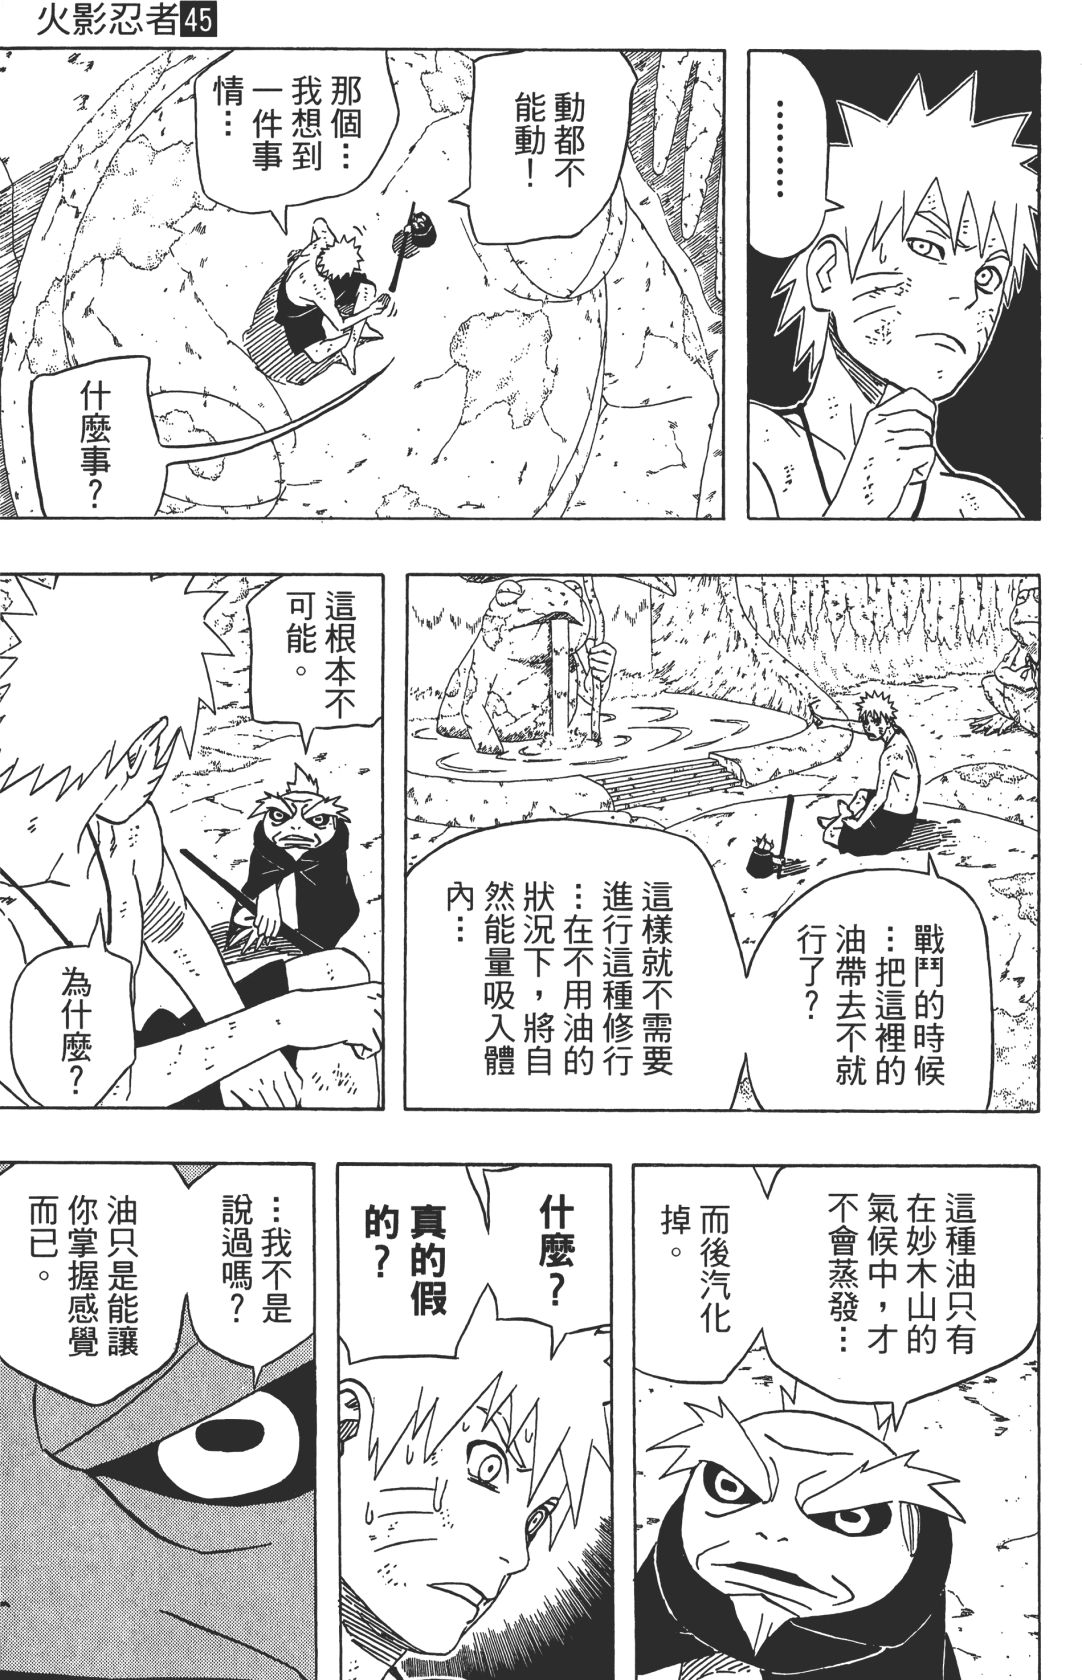 火影忍者45
………
動都不
能動！
那個…
我想到
一件事
情…
什麼事？
戰鬥的時候
…把這裡的
油帶去不就
行了？
這樣就不需要
進行這種修行
…在不用油的
狀況下，將自
然能量吸入體
內…
這根本不
可能。
為什麼？
這種油只有
在妙木山的
氣候中，才
不會蒸發…
而後汽化
掉。
什麼？
真的假
的？
…我不是
說過嗎？
油只是能讓
你掌握感覺
而已。